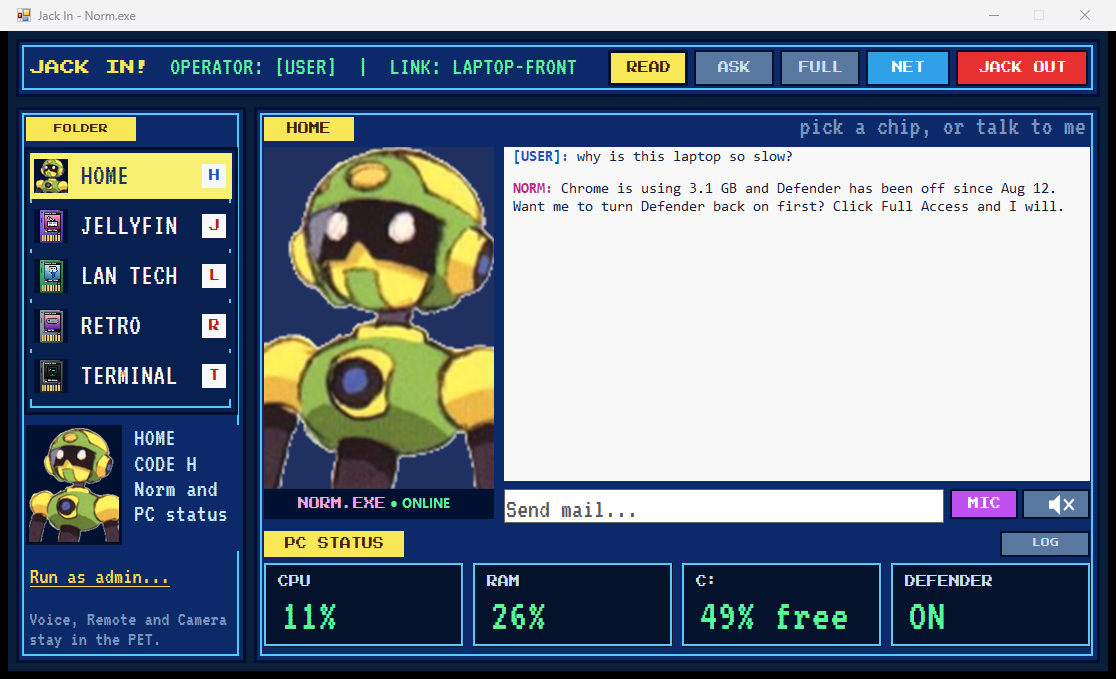 Jack In - Norm.exe
JACK IN! OPERATOR: [USER] | LINK: LAPTOP-FRONT READ ASK FULL NET JACK OUT
FOLDER
HOME H
JELLYFIN J
LAN TECH L
RETRO R
TERMINAL T
HOME
CODE H
Norm and
PC status
Run as admin...
Voice, Remote and Camera
stay in the PET.
HOME pick a chip, or talk to me
[USER]: why is this laptop so slow?
NORM: Chrome is using 3.1 GB and Defender has been off since Aug 12.
Want me to turn Defender back on first? Click Full Access and I will.
NORM.EXE • ONLINE
Send mail... MIC
PC STATUS LOG
CPU RAM C: DEFENDER
11% 26% 49% free ON